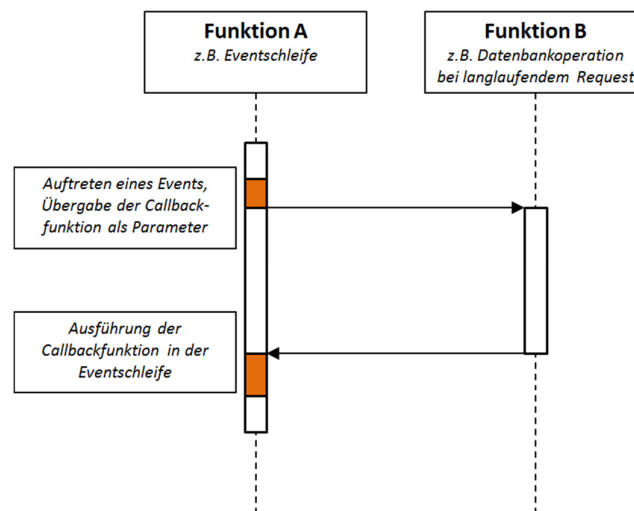 Funktion A
z.B. Eventschleife
Funktion B
z.B. Datenbankoperation
bei langlaufendem Request
Auftreten eines Events,
Übergabe der Callback-
funktion als Parameter
Ausführung der
Callbackfunktion in der
Eventschleife